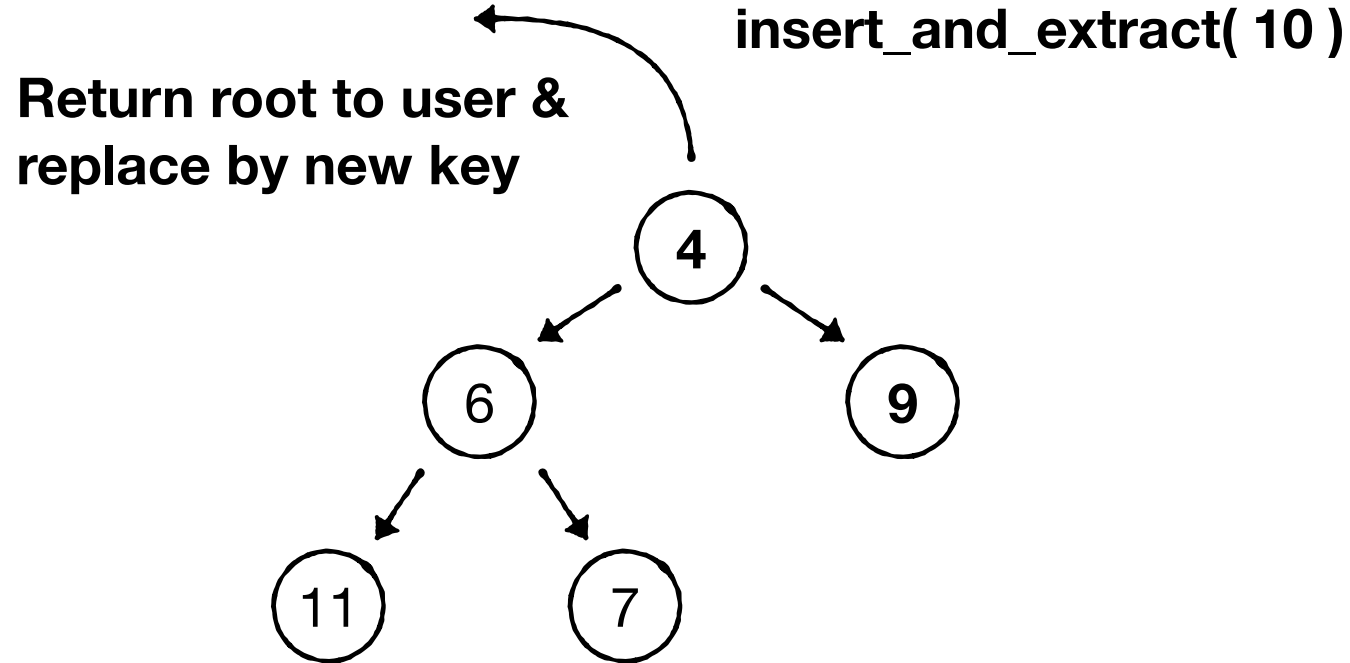 insert_and_extract( 10 )
Return root to user &
replace by new key
4
6
9
11
7